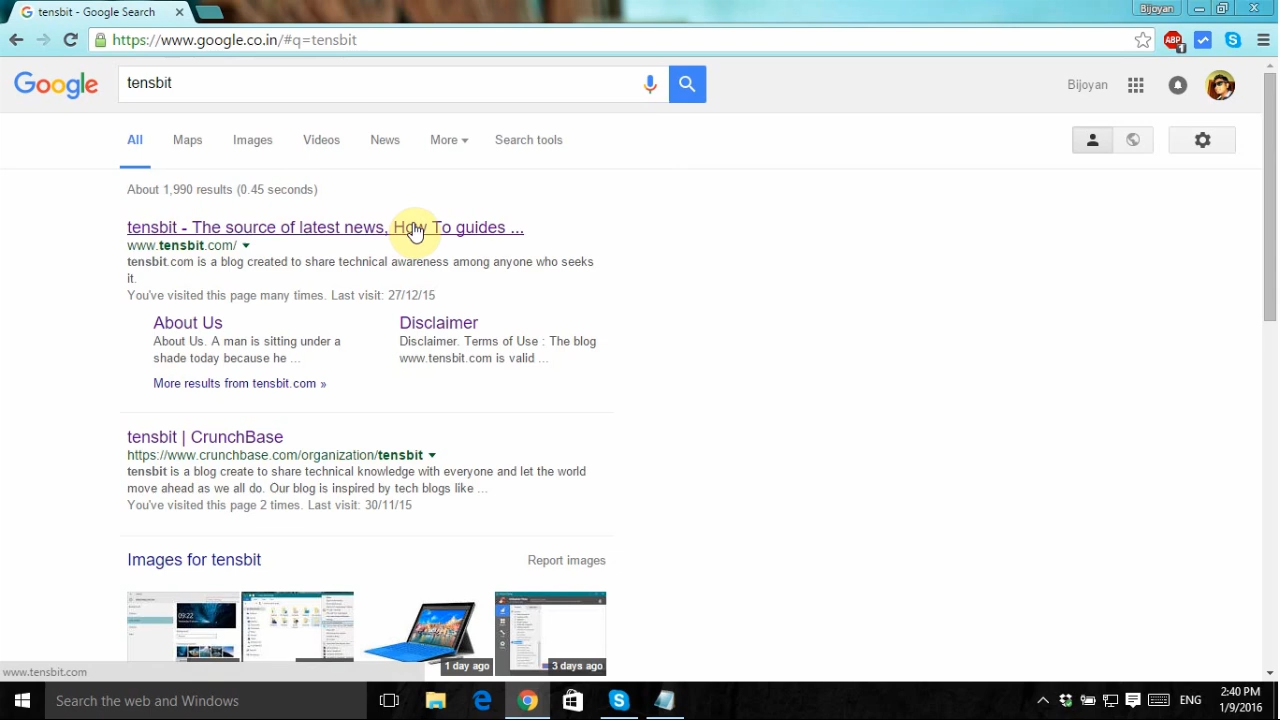 tensbit - Google Search
Bijoyan
https://www.google.co.in/#q=tensbit
ABP
1
Google
tensbit
Bijoyan
All
Maps
Images
Videos
News
More
Search tools
About 1,990 results (0.45 seconds)
tensbit - The source of latest news, How To guides ...
www.tensbit.com/
tensbit.com is a blog created to share technical awareness among anyone who seeks
it.
You've visited this page many times. Last visit: 27/12/15
About Us
About Us. A man is sitting under a
shade today because he ...
Disclaimer
Disclaimer. Terms of Use : The blog
www.tensbit.com is valid ...
More results from tensbit.com »
tensbit | CrunchBase
https://www.crunchbase.com/organization/tensbit
tensbit is a blog create to share technical knowledge with everyone and let the world
move ahead as we all do. Our blog is inspired by tech blogs like ...
You've visited this page 2 times. Last visit: 30/11/15
Images for tensbit
Report images
09:22
1 day ago
3 days ago
www.tensbit.com
Search the web and Windows
ENG
2:40 PM
1/9/2016